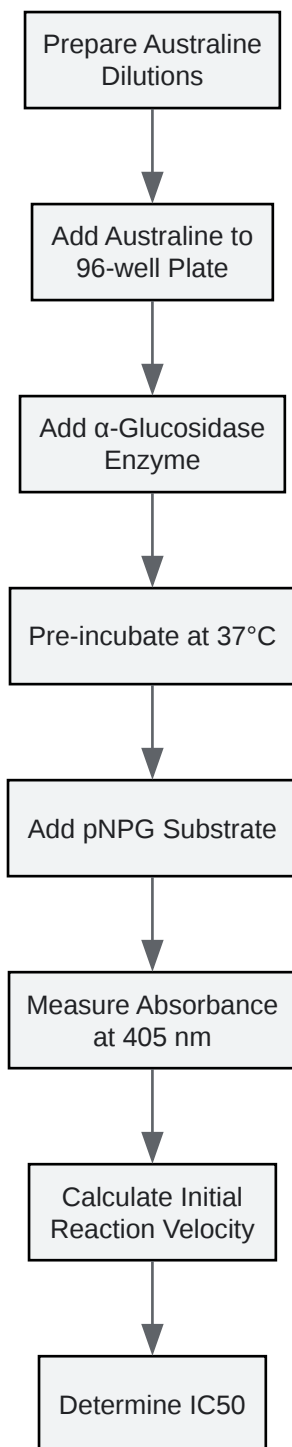 Prepare Australine
Dilutions
Add Australine to
96-well Plate
Add α-Glucosidase
Enzyme
Pre-incubate at 37°C
Add pNPG Substrate
Measure Absorbance
at 405 nm
Calculate Initial
Reaction Velocity
Determine IC50